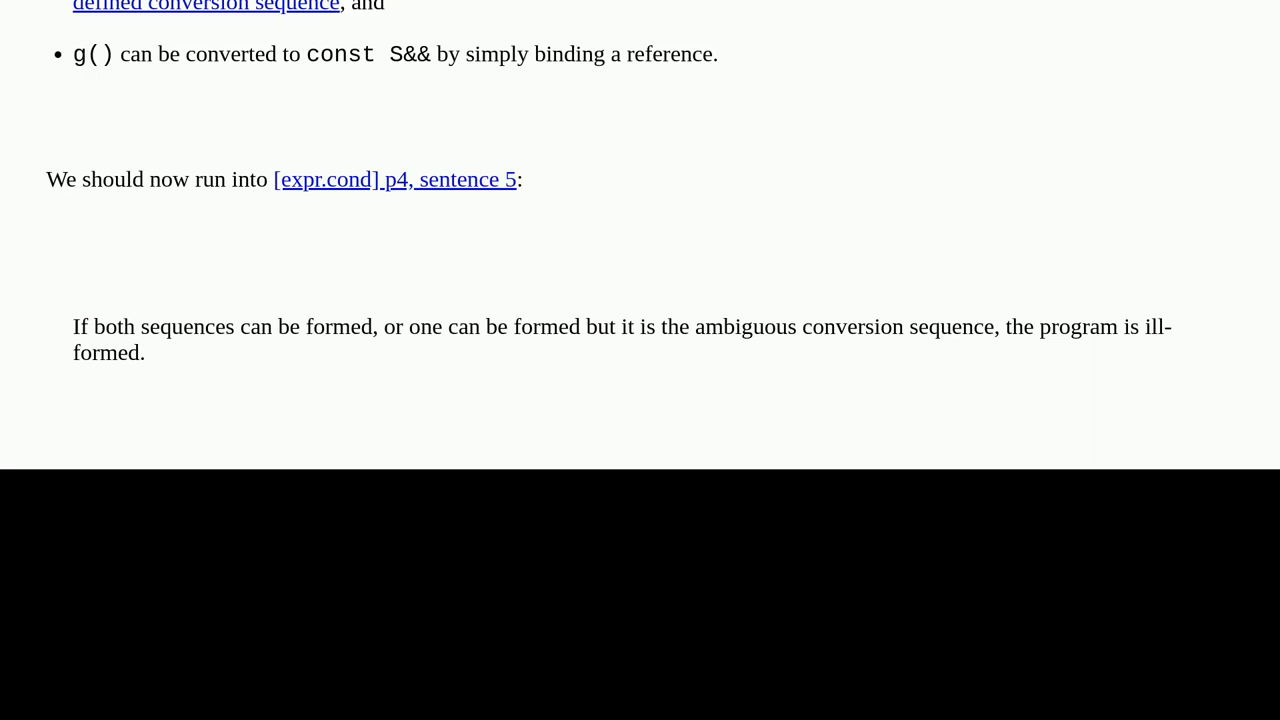 defined conversion sequence, and
• g() can be converted to const S&& by simply binding a reference.
We should now run into [expr.cond] p4, sentence 5:
If both sequences can be formed, or one can be formed but it is the ambiguous conversion sequence, the program is ill-
formed.